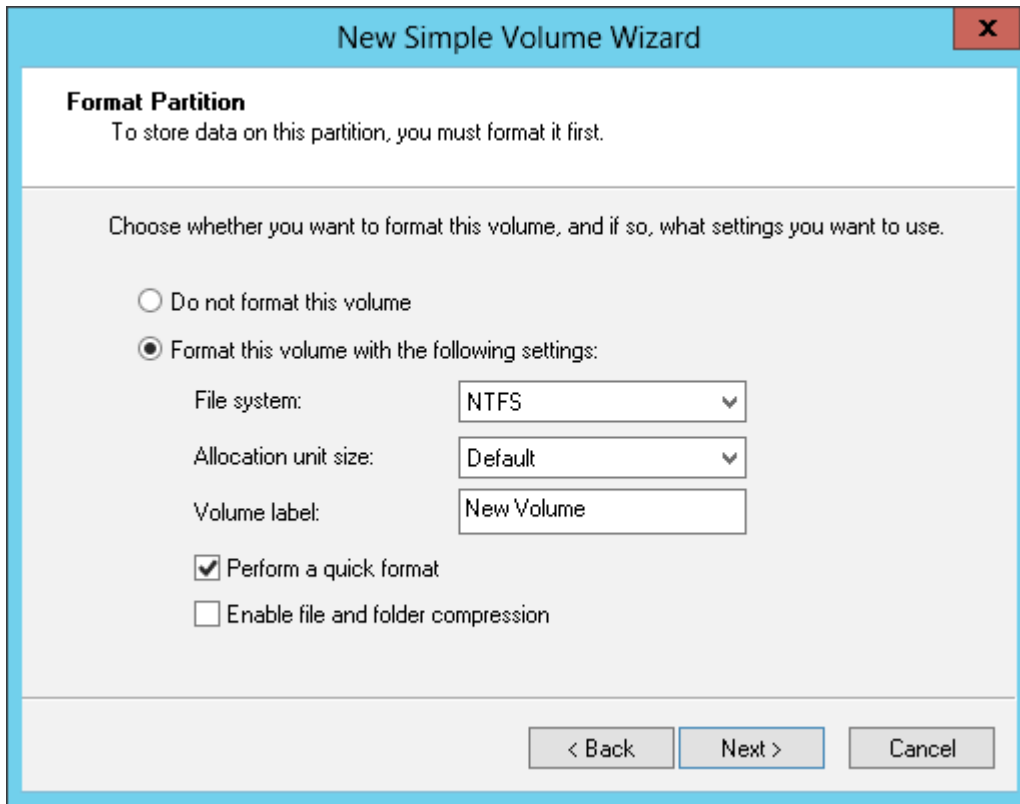 New Simple Volume Wizard
x
Format Partition
To store data on this partition, you must format it first.
Choose whether you want to format this volume, and if so, what settings you want to use.
Do not format this volume
Format this volume with the following settings:
File system: NTFS
Allocation unit size: Default
Volume label: New Volume
Perform a quick format
Enable file and folder compression
< Back Next > Cancel